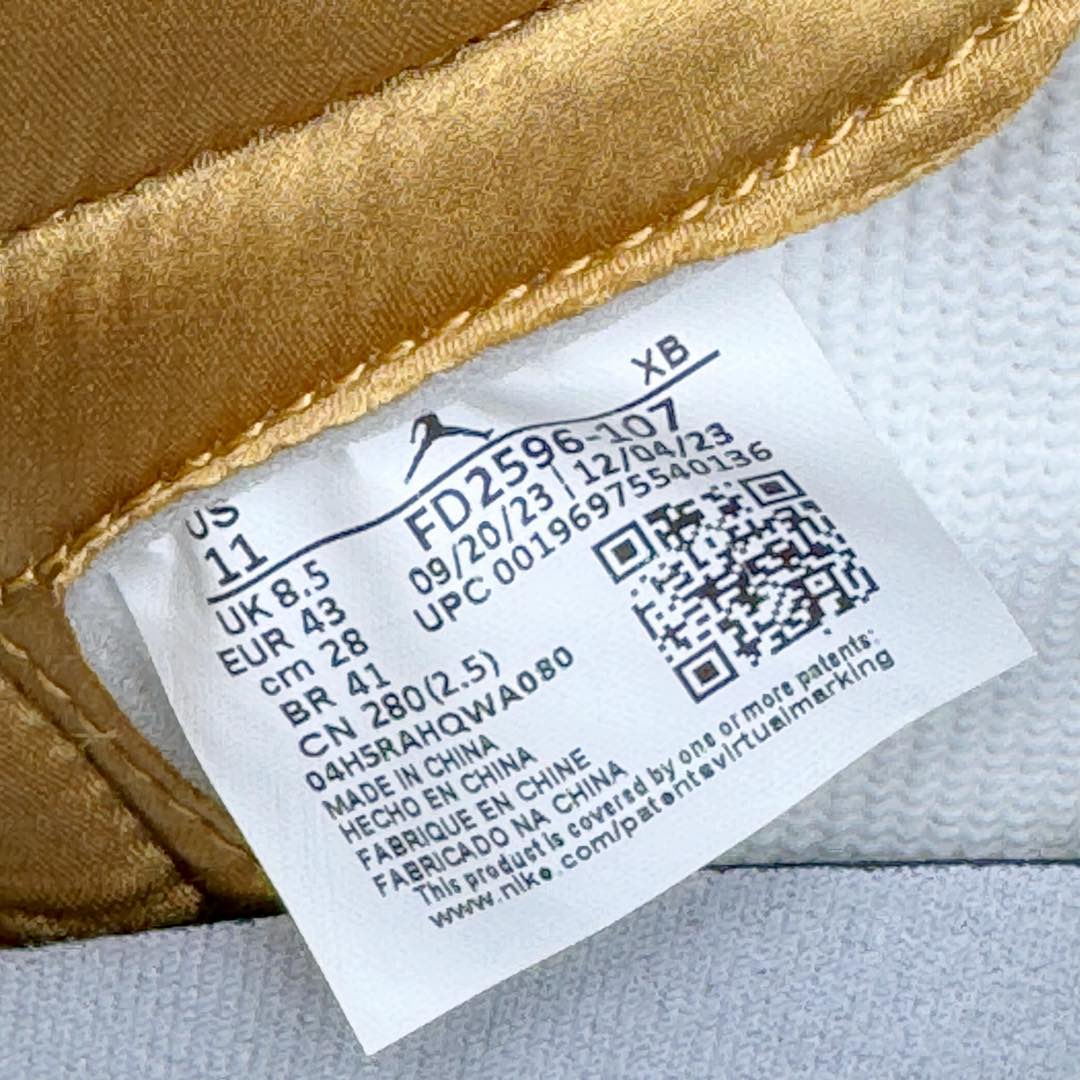 US
11
XB
FD2596-107
09/20/23 | 12/04/23
UPC 00196975540136
UK 8.5
EUR 43
cm 28
BR 41
CN 280(2.5)
04H5RAHQWA080
MADE IN CHINA
HECHO EN CHINA
FABRIQUE EN CHINE
FABRICADO NA CHINA
This product is covered by one or more patents:
www.nike.com/patentsvirtualmarking